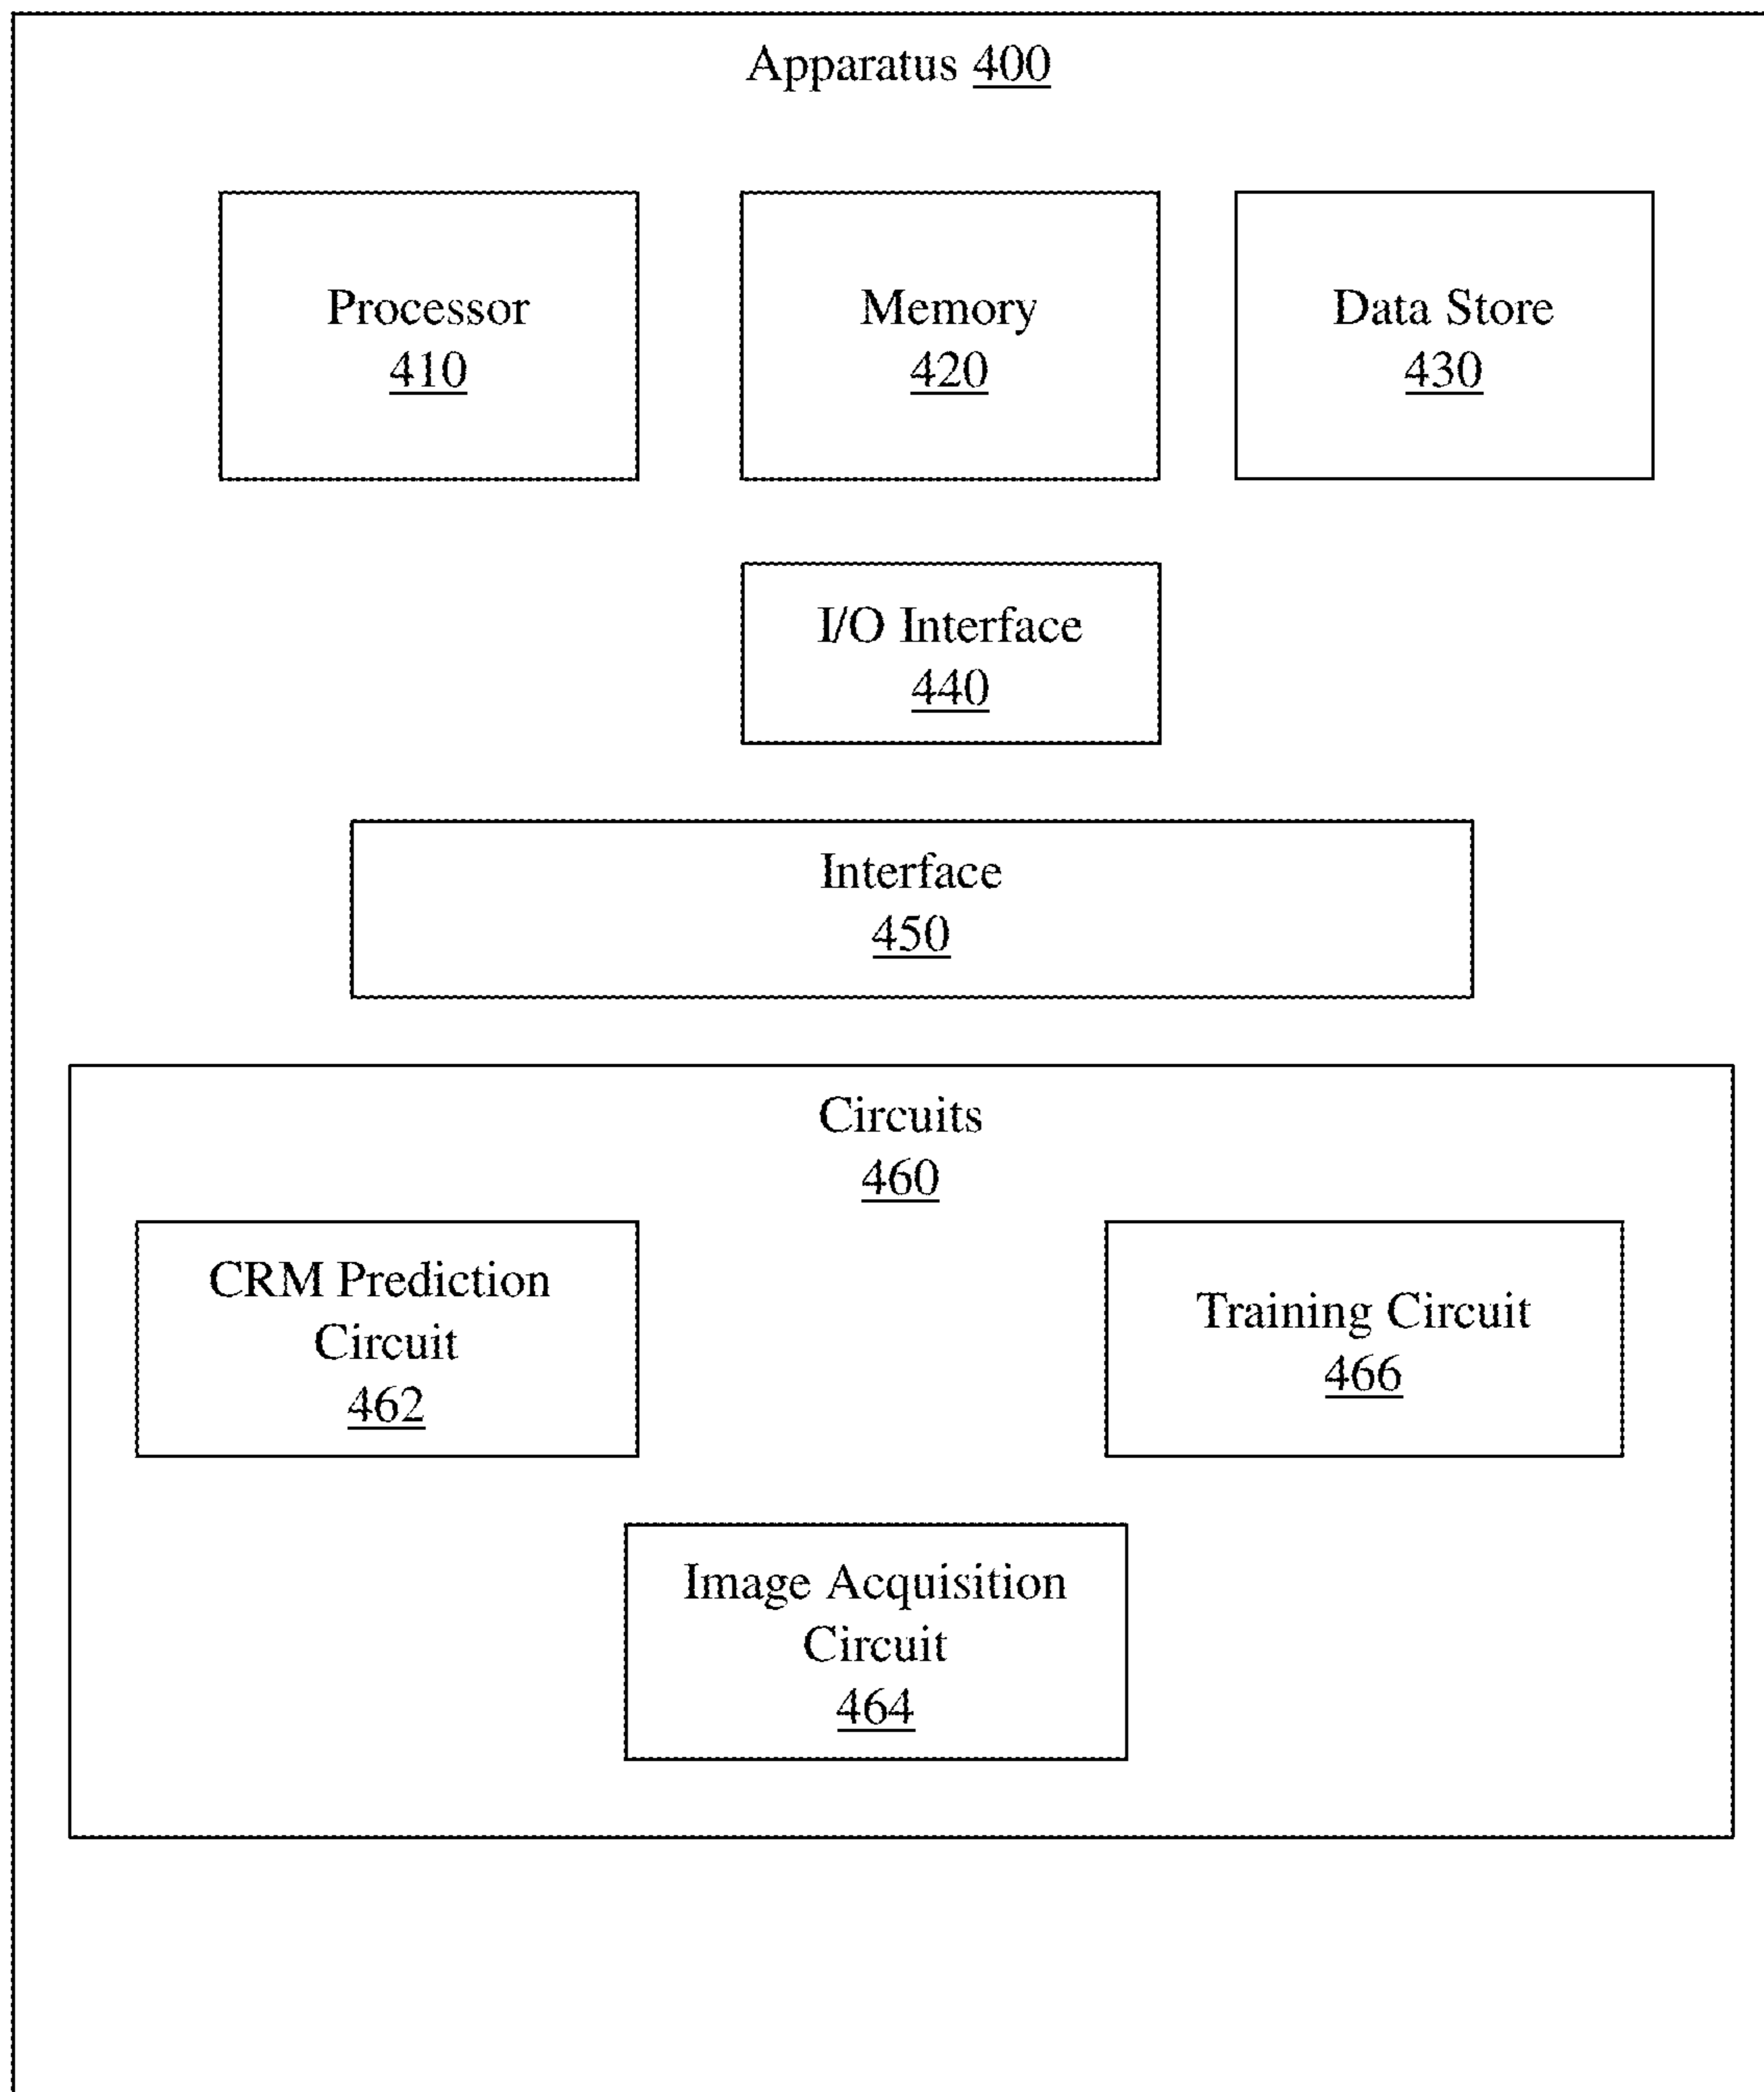 Apparatus 400
Processor
410
Memory
420
Data Store
430
I/O Interface
440
Interface
450
Circuits
460
CRM Prediction
Circuit
462
Training Circuit
466
Image Acquisition
Circuit
464